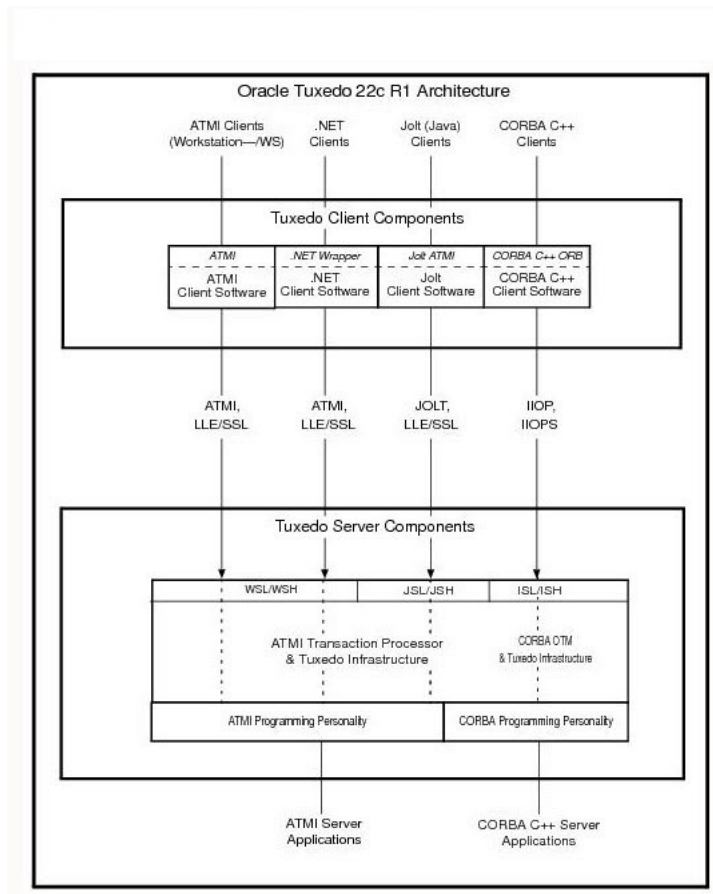 Oracle Tuxedo 22c R1 Architecture
ATMI Clients
(Workstation—/WS)
.NET
Clients
Jolt (Java)
Clients
CORBA C++
Clients
Tuxedo Client Components
ATMI
.NET Wrapper
Jolt ATMI
CORBA C++ ORB
ATMI
Client Software
.NET
Client Software
Jolt
Client Software
CORBA C++
Client Software
ATMI,
LLE/SSL
ATMI,
LLE/SSL
JOLT,
LLE/SSL
IIOP,
IIOPS
Tuxedo Server Components
WSL/WSH
JSL/JSH
ISL/ISH
ATMI Transaction Processor
& Tuxedo Infrastructure
CORBA OTM
& Tuxedo Infrastructure
ATMI Programming Personality
CORBA Programming Personality
ATMI Server
Applications
CORBA C++ Server
Applications